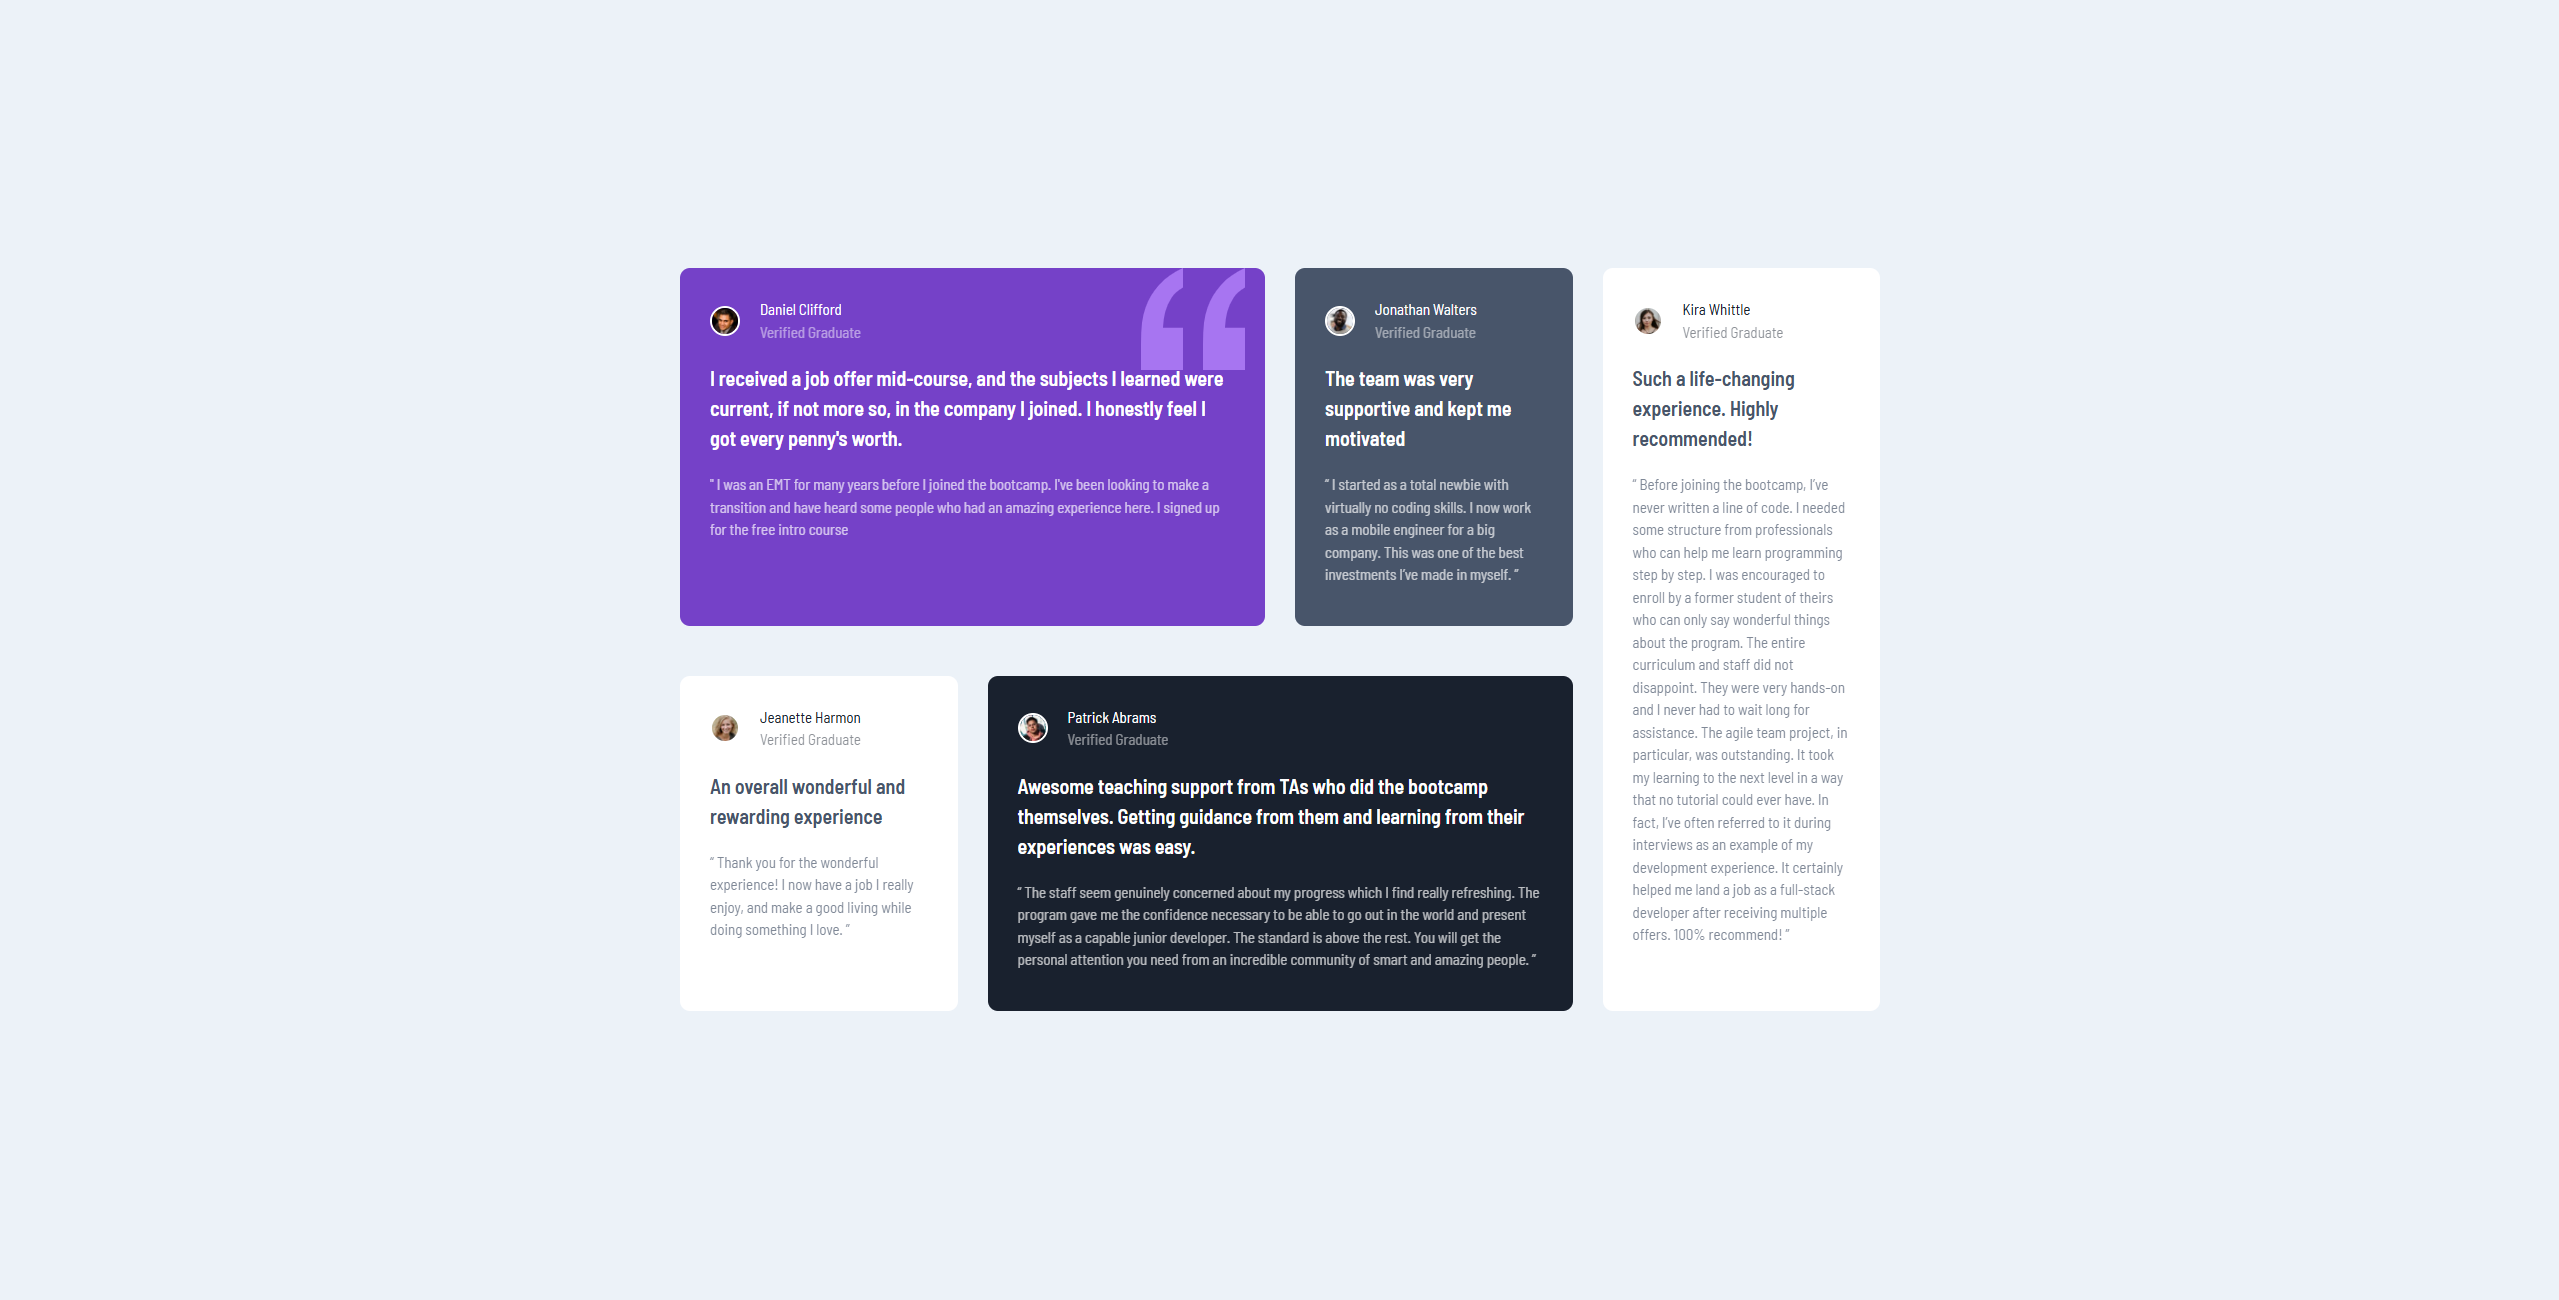 Daniel Clifford
Verified Graduate
I received a job offer mid-course, and the subjects I learned were
current, if not more so, in the company I joined. I honestly feel I
got every penny's worth.
" I was an EMT for many years before I joined the bootcamp. I've been looking to make a
transition and have heard some people who had an amazing experience here. I signed up
for the free intro course
Jonathan Walters
Verified Graduate
The team was very
supportive and kept me
motivated
“ I started as a total newbie with
virtually no coding skills. I now work
as a mobile engineer for a big
company. This was one of the best
investments I’ve made in myself. ”
Kira Whittle
Verified Graduate
Such a life-changing
experience. Highly
recommended!
“ Before joining the bootcamp, I’ve
never written a line of code. I needed
some structure from professionals
who can help me learn programming
step by step. I was encouraged to
enroll by a former student of theirs
who can only say wonderful things
about the program. The entire
curriculum and staff did not
disappoint. They were very hands-on
and I never had to wait long for
assistance. The agile team project, in
particular, was outstanding. It took
my learning to the next level in a way
that no tutorial could ever have. In
fact, I’ve often referred to it during
interviews as an example of my
development experience. It certainly
helped me land a job as a full-stack
developer after receiving multiple
offers. 100% recommend! ”
Jeanette Harmon
Verified Graduate
An overall wonderful and
rewarding experience
“ Thank you for the wonderful
experience! I now have a job I really
enjoy, and make a good living while
doing something I love. ”
Patrick Abrams
Verified Graduate
Awesome teaching support from TAs who did the bootcamp
themselves. Getting guidance from them and learning from their
experiences was easy.
“ The staff seem genuinely concerned about my progress which I find really refreshing. The
program gave me the confidence necessary to be able to go out in the world and present
myself as a capable junior developer. The standard is above the rest. You will get the
personal attention you need from an incredible community of smart and amazing people. ”